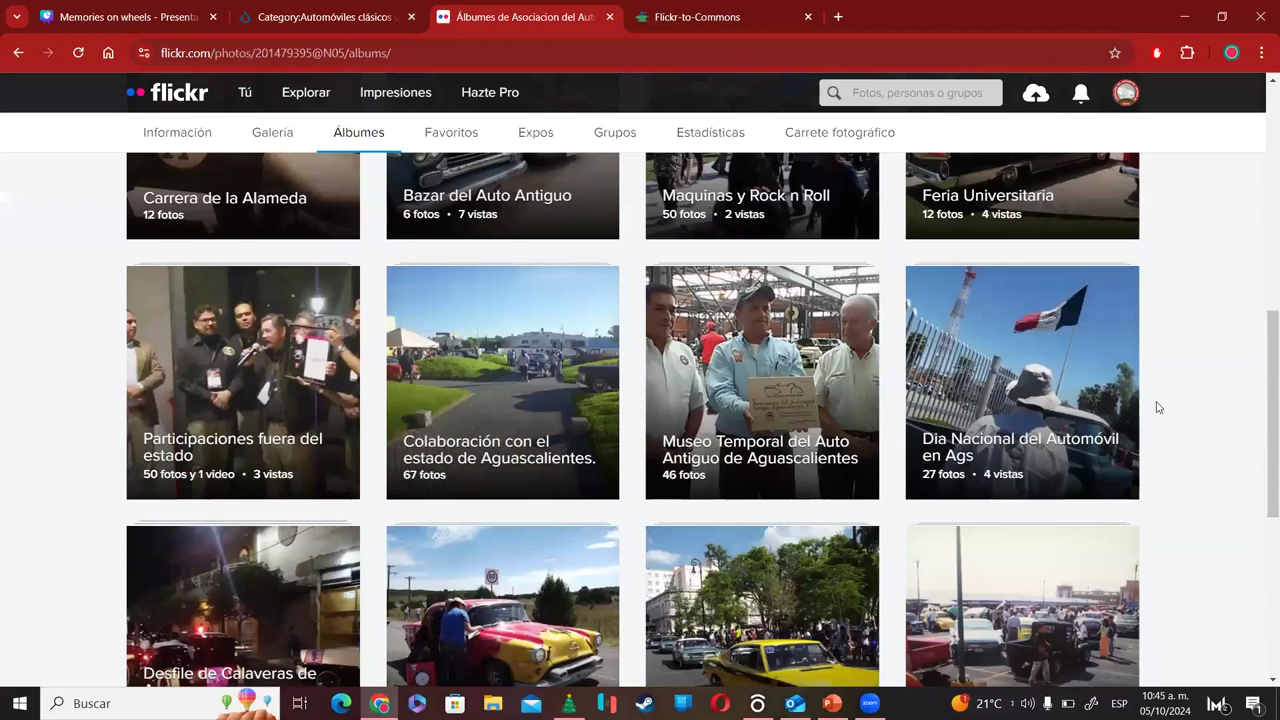 Memories on wheels - Presenta
Category:Automóviles clásicos
Álbumes de Asociacion del Aut
Flickr-to-Commons
flickr.com/photos/201479395@N05/albums/
flickr
Tú
Explorar
Impresiones
Hazte Pro
Fotos, personas o grupos
Información
Galería
Álbumes
Favoritos
Expos
Grupos
Estadísticas
Carrete fotográfico
Carrera de la Alameda
12 fotos
Bazar del Auto Antiguo
6 fotos • 7 vistas
Maquinas y Rock n Roll
50 fotos • 2 vistas
Feria Universitaria
12 fotos • 4 vistas
Participaciones fuera del
estado
50 fotos y 1 video • 3 vistas
Colaboración con el
estado de Aguascalientes.
67 fotos
Museo Temporal del Auto
Antiguo de Aguascalientes
46 fotos
Dia Nacional del Automóvil
en Ags
27 fotos • 4 vistas
Desfile de Calaveras de
Buscar
zoom
21°C
ESP
10:45 a. m.
05/10/2024